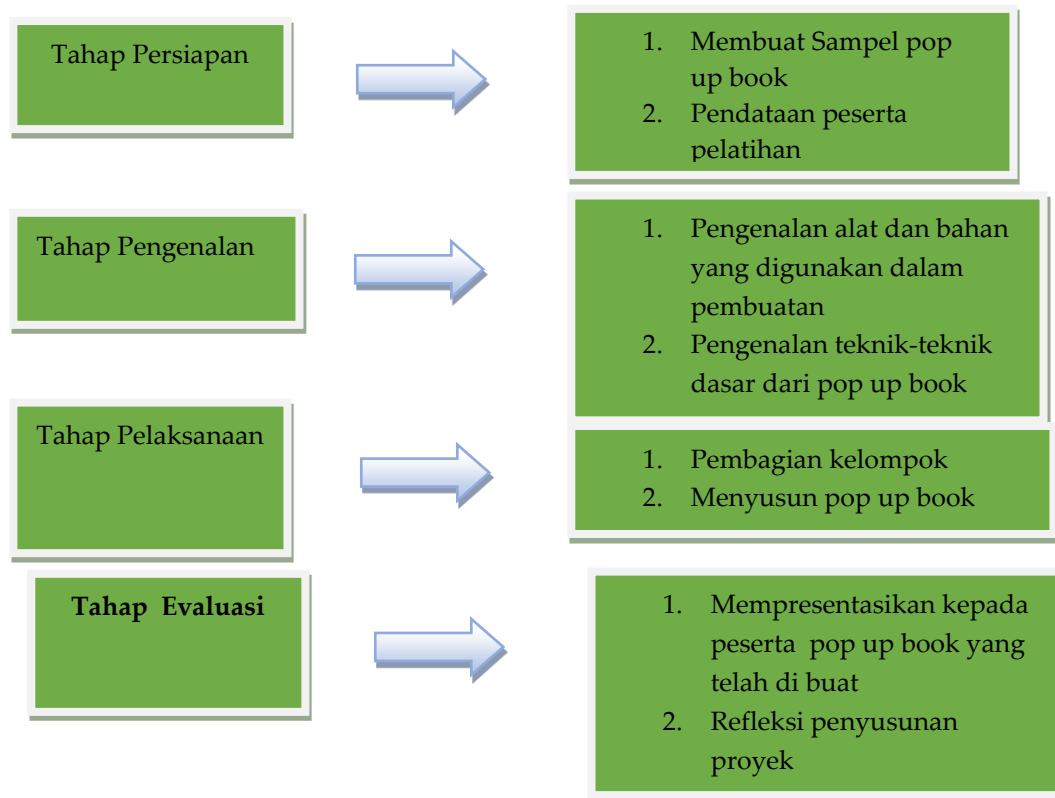 Tahap Persiapan
1. Membuat Sampel pop
up book
2. Pendataan peserta
pelatihan
Tahap Pengenalan
1. Pengenalan alat dan bahan
yang digunakan dalam
pembuatan
2. Pengenalan teknik-teknik
dasar dari pop up book
Tahap Pelaksanaan
1. Pembagian kelompok
2. Menyusun pop up book
Tahap Evaluasi
1. Mempresentasikan kepada
peserta pop up book yang
telah di buat
2. Refleksi penyusunan
proyek